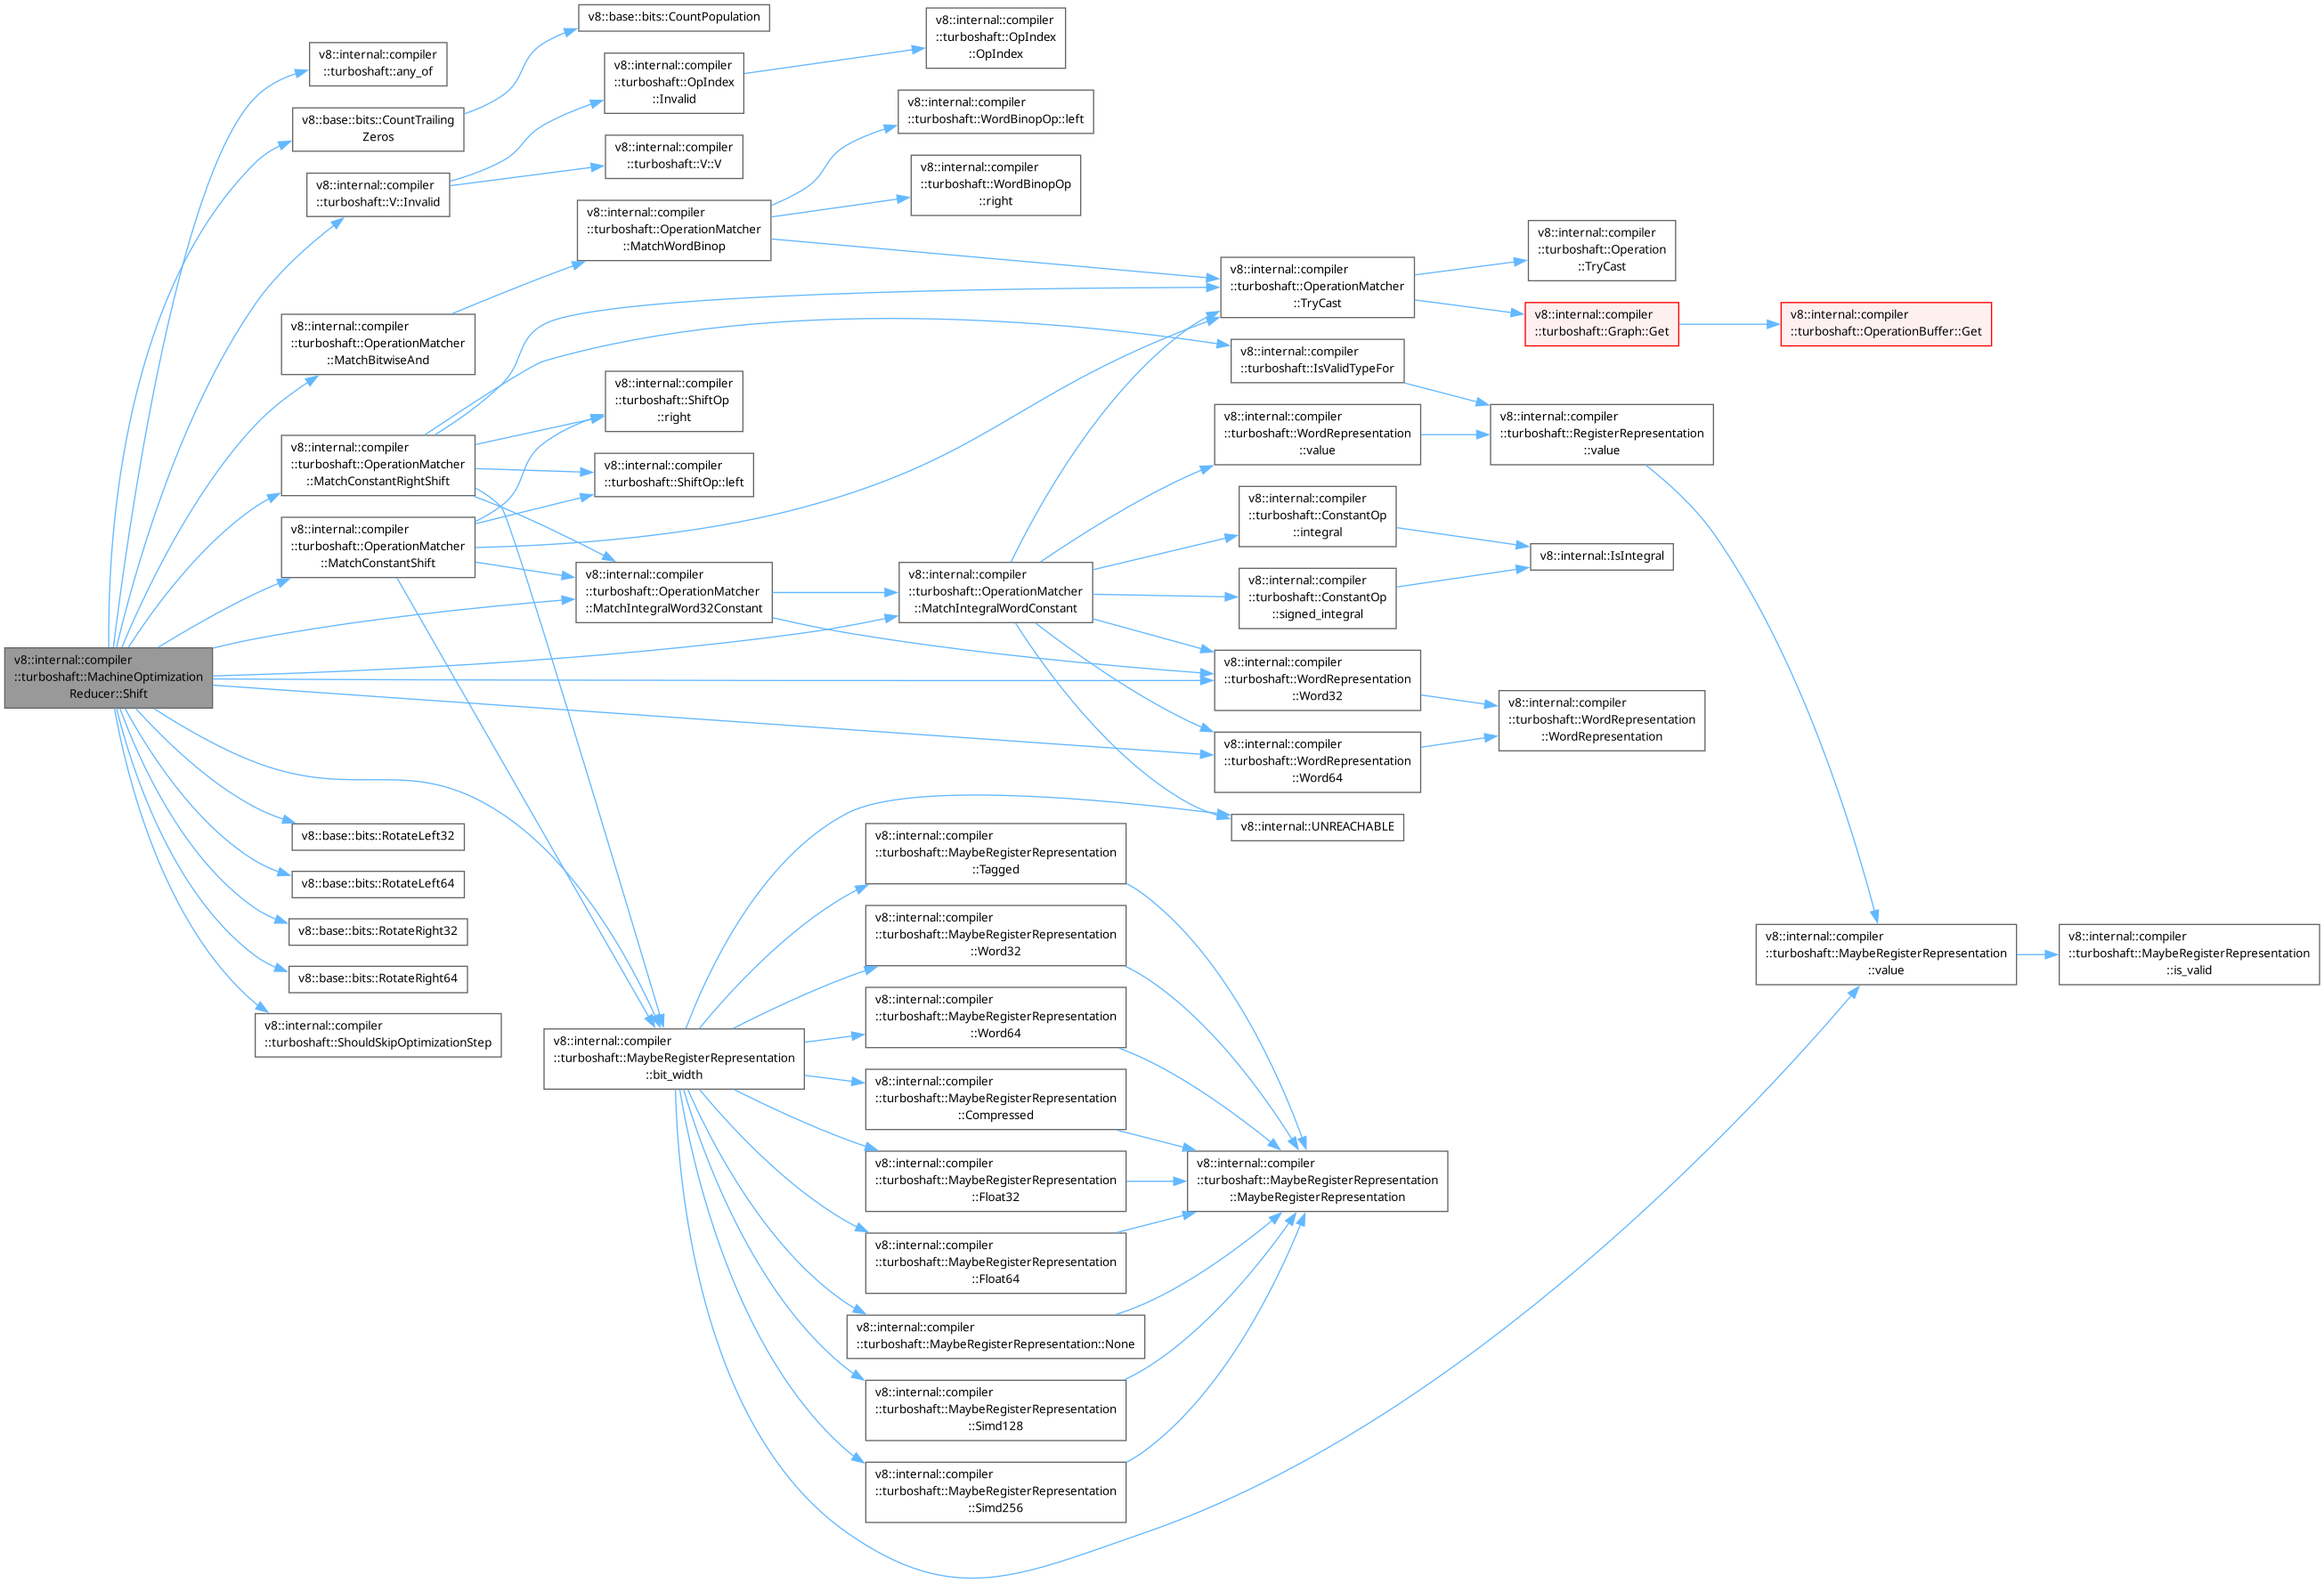 v8::internal::compiler
::turboshaft::MachineOptimization
Reducer::Shift
v8::internal::compiler
::turboshaft::any_of
v8::base::bits::CountTrailing
Zeros
v8::internal::compiler
::turboshaft::V::Invalid
v8::internal::compiler
::turboshaft::OperationMatcher
::MatchBitwiseAnd
v8::internal::compiler
::turboshaft::OperationMatcher
::MatchConstantRightShift
v8::internal::compiler
::turboshaft::OperationMatcher
::MatchConstantShift
v8::base::bits::RotateLeft32
v8::base::bits::RotateLeft64
v8::base::bits::RotateRight32
v8::base::bits::RotateRight64
v8::internal::compiler
::turboshaft::ShouldSkipOptimizationStep
v8::base::bits::CountPopulation
v8::internal::compiler
::turboshaft::OpIndex
::Invalid
v8::internal::compiler
::turboshaft::V::V
v8::internal::compiler
::turboshaft::OperationMatcher
::MatchWordBinop
v8::internal::compiler
::turboshaft::ShiftOp
::right
v8::internal::compiler
::turboshaft::ShiftOp::left
v8::internal::compiler
::turboshaft::OperationMatcher
::MatchIntegralWord32Constant
v8::internal::compiler
::turboshaft::MaybeRegisterRepresentation
::bit_width
v8::internal::compiler
::turboshaft::OpIndex
::OpIndex
v8::internal::compiler
::turboshaft::WordBinopOp::left
v8::internal::compiler
::turboshaft::WordBinopOp
::right
v8::internal::compiler
::turboshaft::OperationMatcher
::MatchIntegralWordConstant
v8::internal::compiler
::turboshaft::MaybeRegisterRepresentation
::Tagged
v8::internal::compiler
::turboshaft::MaybeRegisterRepresentation
::Word32
v8::internal::compiler
::turboshaft::MaybeRegisterRepresentation
::Word64
v8::internal::compiler
::turboshaft::MaybeRegisterRepresentation
::Compressed
v8::internal::compiler
::turboshaft::MaybeRegisterRepresentation
::Float32
v8::internal::compiler
::turboshaft::MaybeRegisterRepresentation
::Float64
v8::internal::compiler
::turboshaft::MaybeRegisterRepresentation::None
v8::internal::compiler
::turboshaft::MaybeRegisterRepresentation
::Simd128
v8::internal::compiler
::turboshaft::MaybeRegisterRepresentation
::Simd256
v8::internal::compiler
::turboshaft::OperationMatcher
::TryCast
v8::internal::compiler
::turboshaft::IsValidTypeFor
v8::internal::compiler
::turboshaft::WordRepresentation
::value
v8::internal::compiler
::turboshaft::ConstantOp
::integral
v8::internal::compiler
::turboshaft::ConstantOp
::signed_integral
v8::internal::compiler
::turboshaft::WordRepresentation
::Word32
v8::internal::compiler
::turboshaft::WordRepresentation
::Word64
v8::internal::UNREACHABLE
v8::internal::compiler
::turboshaft::MaybeRegisterRepresentation
::MaybeRegisterRepresentation
v8::internal::compiler
::turboshaft::Operation
::TryCast
v8::internal::compiler
::turboshaft::Graph::Get
v8::internal::compiler
::turboshaft::RegisterRepresentation
::value
v8::internal::IsIntegral
v8::internal::compiler
::turboshaft::WordRepresentation
::WordRepresentation
v8::internal::compiler
::turboshaft::OperationBuffer::Get
v8::internal::compiler
::turboshaft::MaybeRegisterRepresentation
::value
v8::internal::compiler
::turboshaft::MaybeRegisterRepresentation
::is_valid